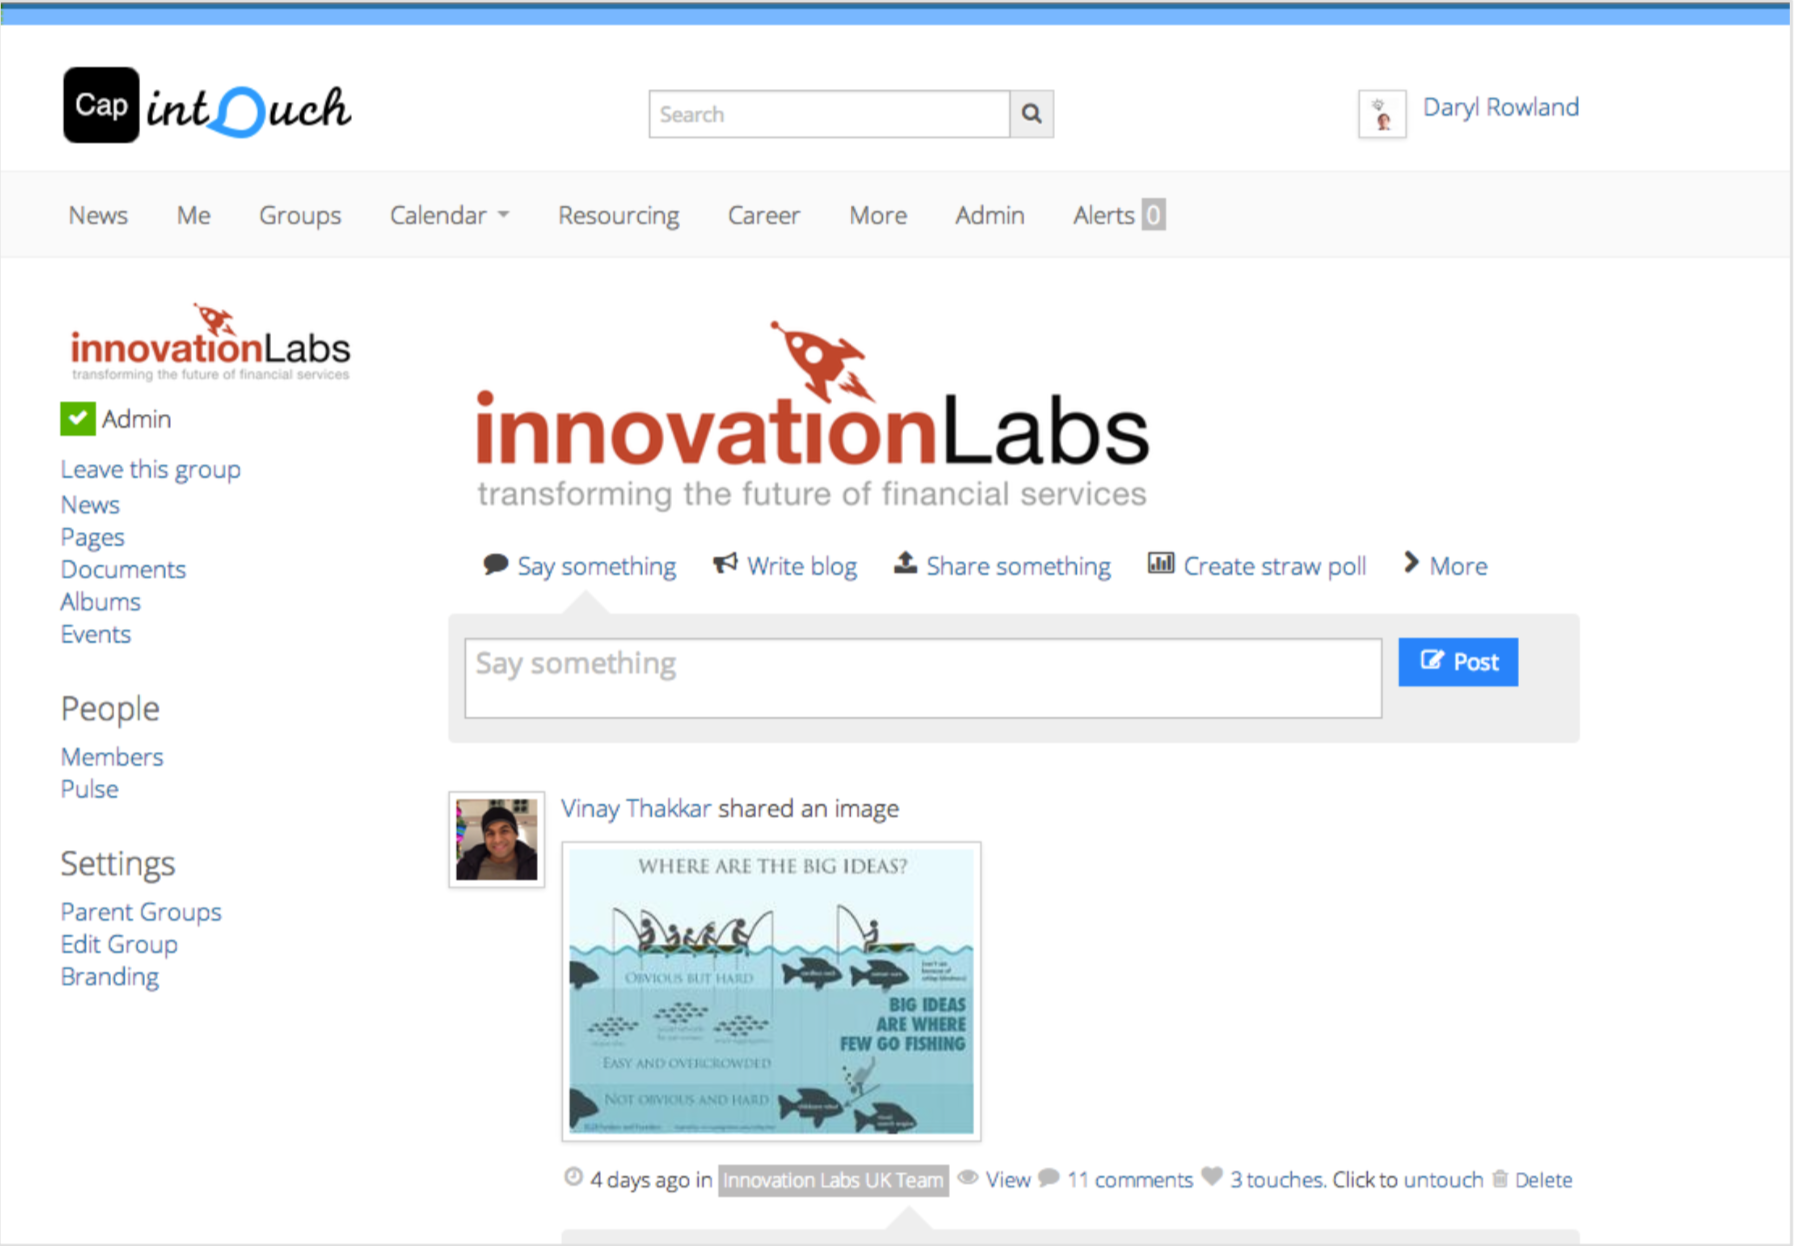 Cap intouch
Search
Daryl Rowland
News Me Groups Calendar Resourcing Career More Admin Alerts 0
innovationLabs
transforming the future of financial services
Admin
Leave this group
News
Pages
Documents
Albums
Events
People
Members
Pulse
Settings
Parent Groups
Edit Group
Branding
innovationLabs
transforming the future of financial services
Say something Write blog Share something Create straw poll More
Say something
Post
Vinay Thakkar shared an image
WHERE ARE THE BIG IDEAS?
OBVIOUS BUT HARD
BIG IDEAS
ARE WHERE
FEW GO FISHING
EASY AND OVERCROWDED
NOT OBVIOUS AND HARD
4 days ago in Innovation Labs UK Team View 11 comments 3 touches. Click to untouch Delete